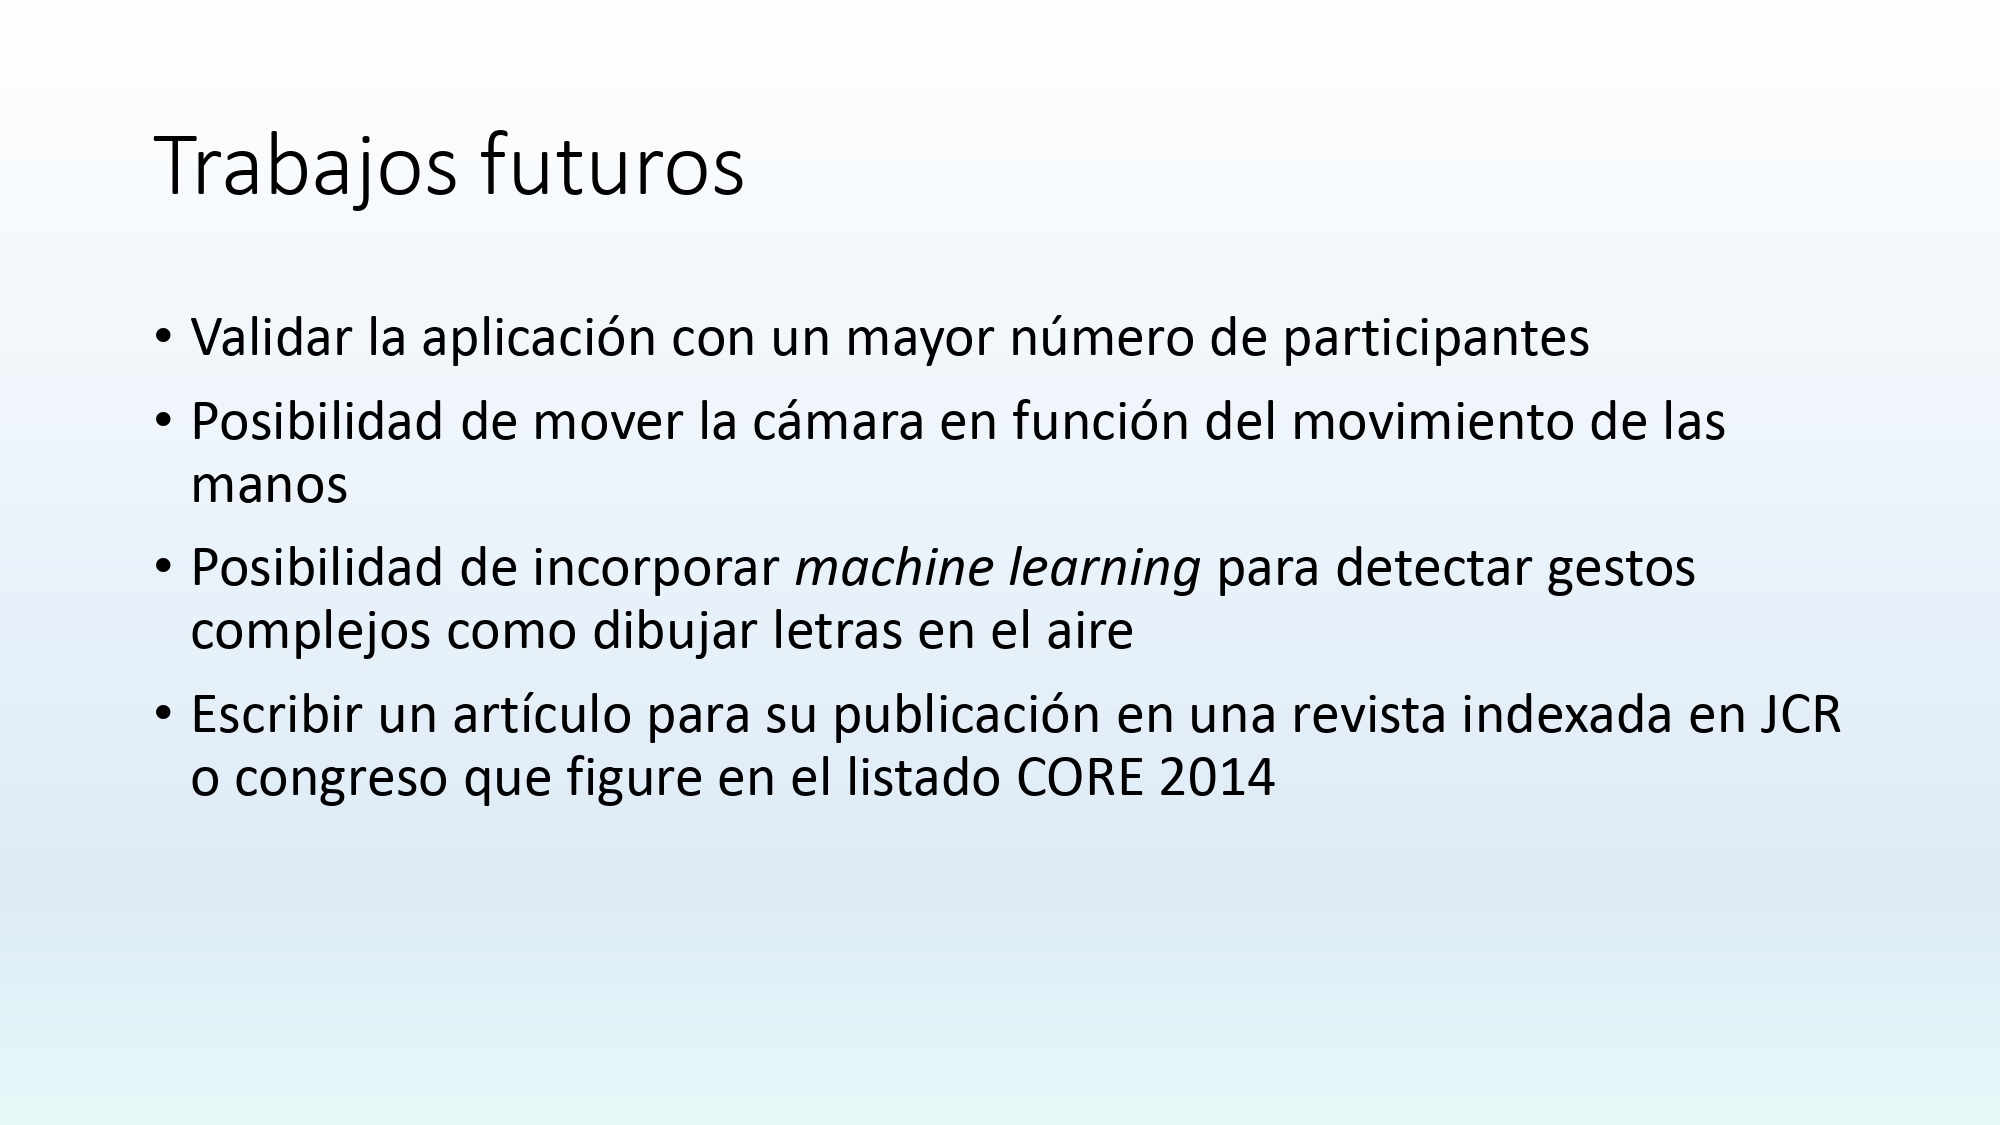 Trabajos futuros
• Validar la aplicación con un mayor número de participantes
• Posibilidad de mover la cámara en función del movimiento de las
manos
• Posibilidad de incorporar machine learning para detectar gestos
complejos como dibujar letras en el aire
• Escribir un artículo para su publicación en una revista indexada en JCR
o congreso que figure en el listado CORE 2014